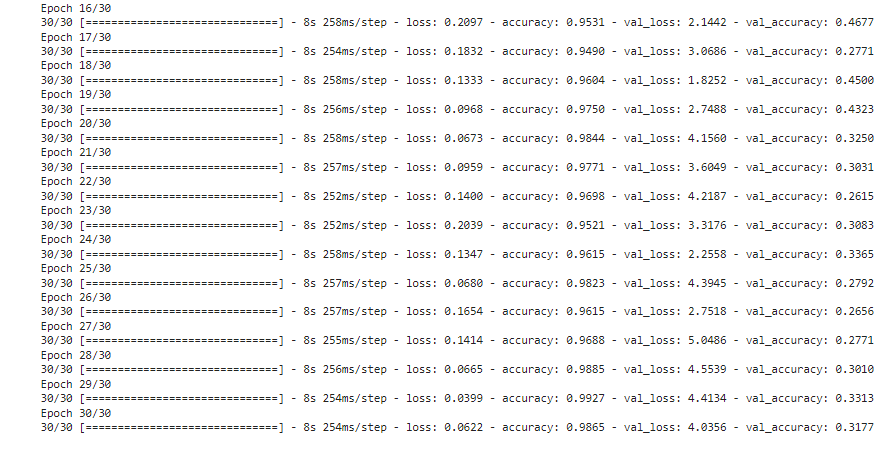 Epoch 16/30
30/30 [==============================] - 8s 258ms/step - loss: 0.2097 - accuracy: 0.9531 - val_loss: 2.1442 - val_accuracy: 0.4677
Epoch 17/30
30/30 [==============================] - 8s 254ms/step - loss: 0.1832 - accuracy: 0.9490 - val_loss: 3.0686 - val_accuracy: 0.2771
Epoch 18/30
30/30 [==============================] - 8s 258ms/step - loss: 0.1333 - accuracy: 0.9604 - val_loss: 1.8252 - val_accuracy: 0.4500
Epoch 19/30
30/30 [==============================] - 8s 256ms/step - loss: 0.0968 - accuracy: 0.9750 - val_loss: 2.7488 - val_accuracy: 0.4323
Epoch 20/30
30/30 [==============================] - 8s 258ms/step - loss: 0.0673 - accuracy: 0.9844 - val_loss: 4.1560 - val_accuracy: 0.3250
Epoch 21/30
30/30 [==============================] - 8s 257ms/step - loss: 0.0959 - accuracy: 0.9771 - val_loss: 3.6049 - val_accuracy: 0.3031
Epoch 22/30
30/30 [==============================] - 8s 252ms/step - loss: 0.1400 - accuracy: 0.9698 - val_loss: 4.2187 - val_accuracy: 0.2615
Epoch 23/30
30/30 [==============================] - 8s 252ms/step - loss: 0.2039 - accuracy: 0.9521 - val_loss: 3.3176 - val_accuracy: 0.3083
Epoch 24/30
30/30 [==============================] - 8s 258ms/step - loss: 0.1347 - accuracy: 0.9615 - val_loss: 2.2558 - val_accuracy: 0.3365
Epoch 25/30
30/30 [==============================] - 8s 257ms/step - loss: 0.0680 - accuracy: 0.9823 - val_loss: 4.3945 - val_accuracy: 0.2792
Epoch 26/30
30/30 [==============================] - 8s 257ms/step - loss: 0.1654 - accuracy: 0.9615 - val_loss: 2.7518 - val_accuracy: 0.2656
Epoch 27/30
30/30 [==============================] - 8s 255ms/step - loss: 0.1414 - accuracy: 0.9688 - val_loss: 5.0486 - val_accuracy: 0.2771
Epoch 28/30
30/30 [==============================] - 8s 256ms/step - loss: 0.0665 - accuracy: 0.9885 - val_loss: 4.5539 - val_accuracy: 0.3010
Epoch 29/30
30/30 [==============================] - 8s 254ms/step - loss: 0.0399 - accuracy: 0.9927 - val_loss: 4.4134 - val_accuracy: 0.3313
Epoch 30/30
30/30 [==============================] - 8s 254ms/step - loss: 0.0622 - accuracy: 0.9865 - val_loss: 4.0356 - val_accuracy: 0.3177